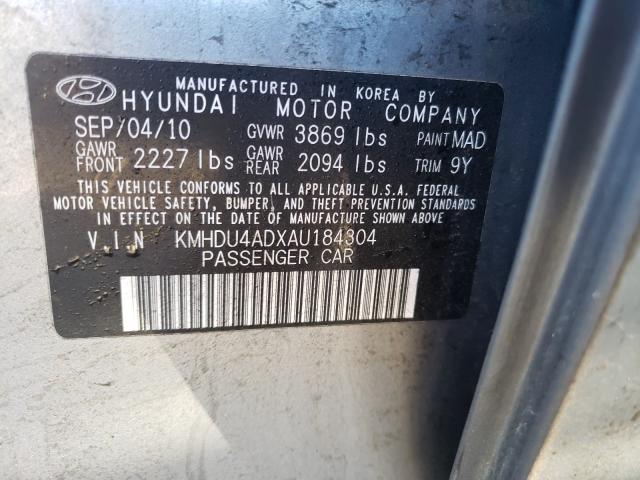 MANUFACTURED IN KOREA BY
HYUNDAI MOTOR COMPANY
SEP/04/10 GVWR 3869 lbs PAINT MAD
GAWR FRONT 2227 lbs GAWR REAR 2094 lbs TRIM 9Y
THIS VEHICLE CONFORMS TO ALL APPLICABLE U.S.A. FEDERAL
MOTOR VEHICLE SAFETY, BUMPER, AND THEFT PREVENTION STANDARDS
IN EFFECT ON THE DATE OF MANUFACTURE SHOWN ABOVE.
V.I.N KMHDU4ADXAU184304
PASSENGER CAR